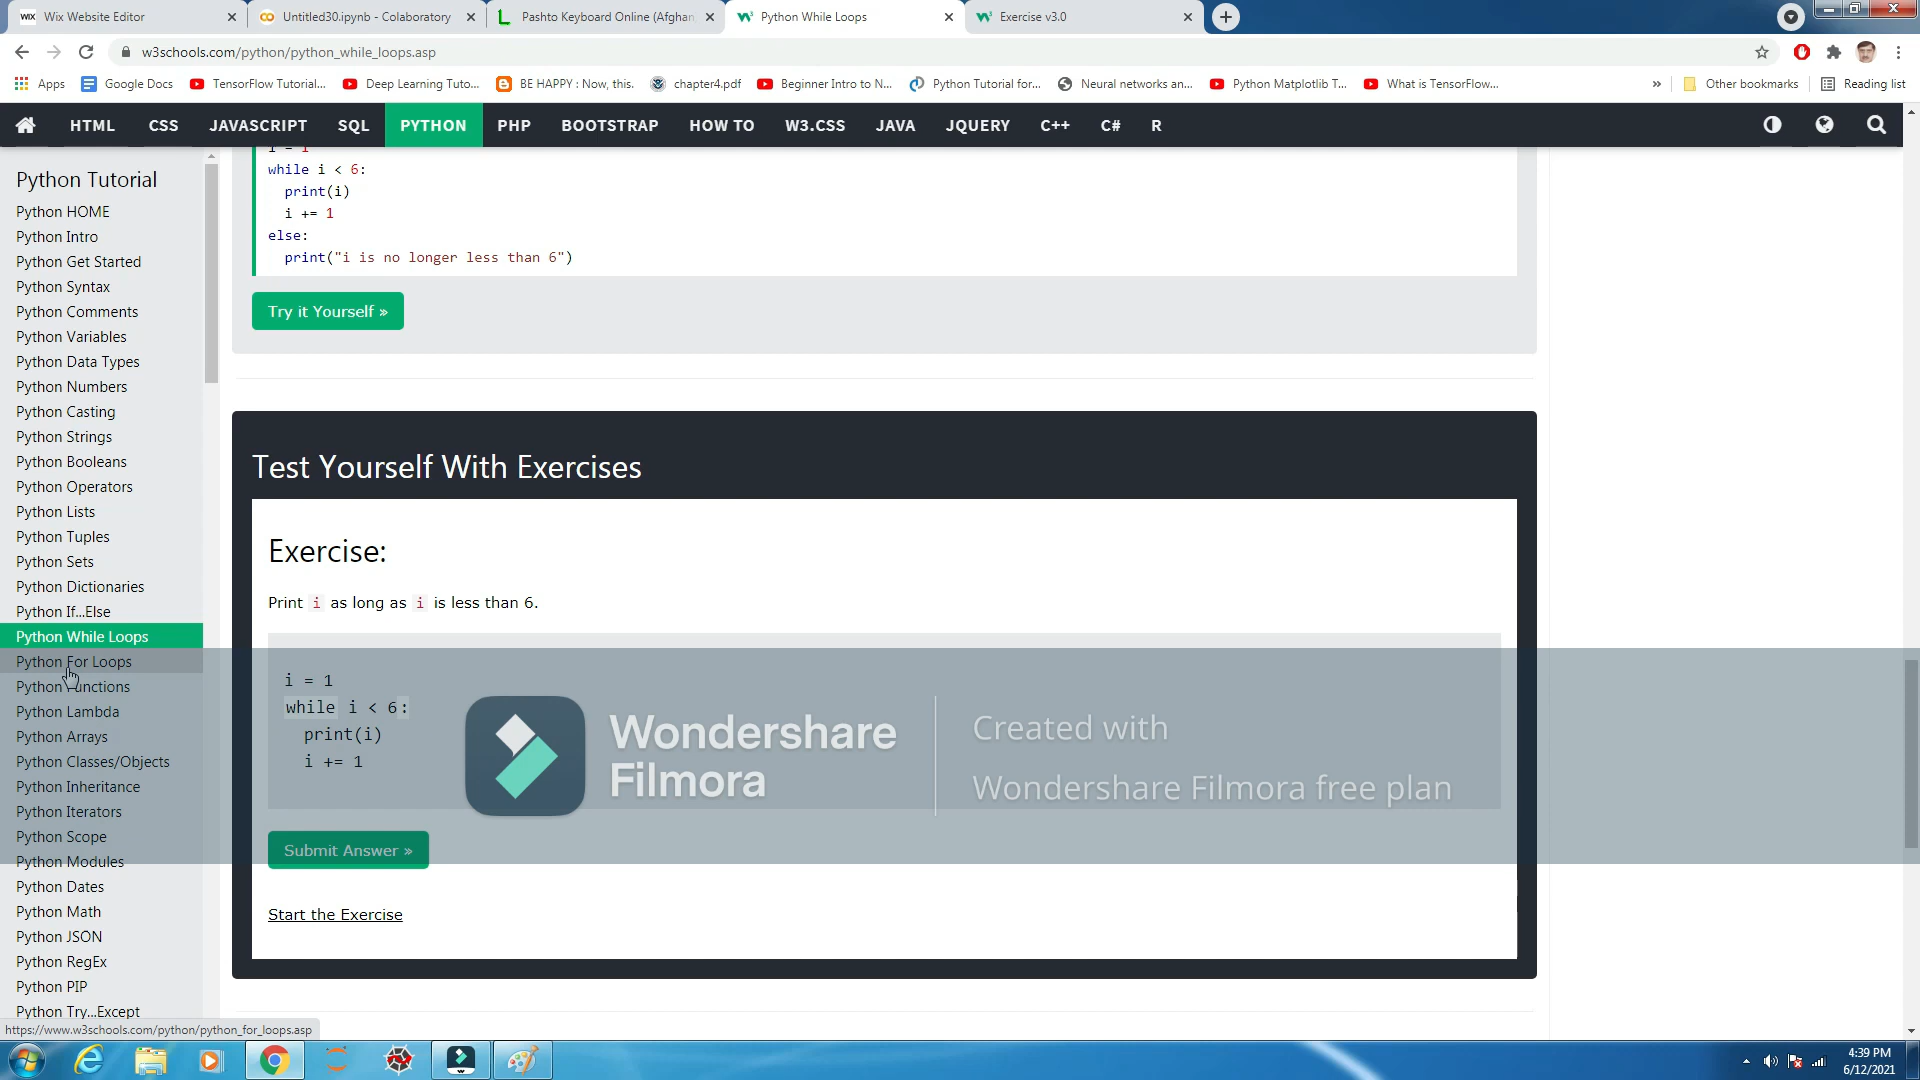 Wix Website Editor
Untitled30.ipynb - Colaboratory
Pashto Keyboard Online (Afghan
Python While Loops
Exercise v3.0
w3schools.com/python/python_while_loops.asp
Apps
Google Docs
TensorFlow Tutorial...
Deep Learning Tuto...
BE HAPPY : Now, this.
chapter4.pdf
Beginner Intro to N...
Python Tutorial for...
Neural networks an...
Python Matplotlib T...
What is TensorFlow...
»
Other bookmarks
Reading list
HTML
CSS
JAVASCRIPT
SQL
PYTHON
PHP
BOOTSTRAP
HOW TO
W3.CSS
JAVA
JQUERY
C++
C#
R
Python Tutorial
Python HOME
Python Intro
Python Get Started
Python Syntax
Python Comments
Python Variables
Python Data Types
Python Numbers
Python Casting
Python Strings
Python Booleans
Python Operators
Python Lists
Python Tuples
Python Sets
Python Dictionaries
Python If...Else
Python While Loops
Python For Loops
Python Functions
Python Lambda
Python Arrays
Python Classes/Objects
Python Inheritance
Python Iterators
Python Scope
Python Modules
Python Dates
Python Math
Python JSON
Python RegEx
Python PIP
Python Try...Except
i = 1
while i < 6:
print(i)
i += 1
else:
print("i is no longer less than 6")
Try it Yourself »
Test Yourself With Exercises
Exercise:
Print i as long as i is less than 6.
i = 1
while i < 6:
print(i)
i += 1
Submit Answer »
Start the Exercise
Wondershare
Filmora
Created with
Wondershare Filmora free plan
https://www.w3schools.com/python/python_for_loops.asp
4:39 PM
6/12/2021